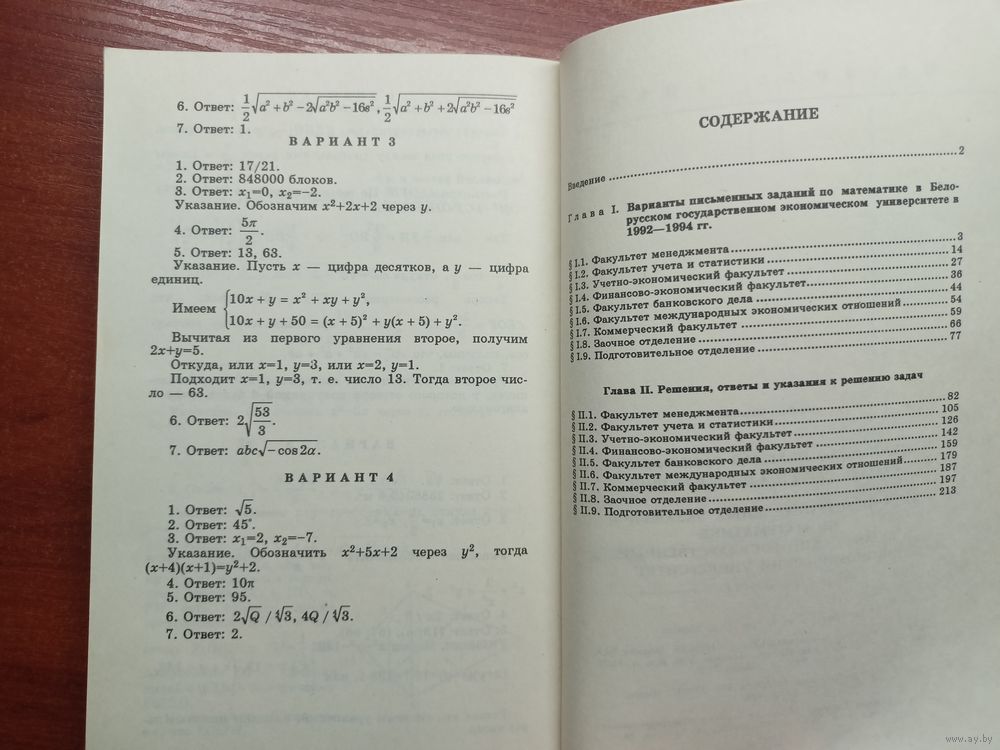 6. Ответ: ½√(a²+b²−2√(a²b²−16s²)), ½√(a²+b²+2√(a²b²−16s²))
7. Ответ: 1.
ВАРИАНТ 3
1. Ответ: 17/21.
2. Ответ: 848000 блоков.
3. Ответ: x₁=0, x₂=−2.
Указание. Обозначим x²+2x+2 через y.
4. Ответ: 5π/2.
5. Ответ: 13, 63.
Указание. Пусть x — цифра десятков, а y — цифра
единиц.
Имеем {10x + y = x² + xy + y²,
{10x + y + 50 = (x + 5)² + y(x + 5) + y².
Вычитая из первого уравнения второе, получим
2x+y=5.
Откуда, или x=1, y=3, или x=2, y=1.
Подходит x=1, y=3, т. е. число 13. Тогда второе чис-
ло — 63.
6. Ответ: 2√(53/3).
7. Ответ: abc√(−cos2α).
ВАРИАНТ 4
1. Ответ: √5.
2. Ответ: 45°.
3. Ответ: x₁=2, x₂=−7.
Указание. Обозначить x²+5x+2 через y², тогда
(x+4)(x+1)=y²+2.
4. Ответ: 10π
5. Ответ: 95.
6. Ответ: 2√Q / ∜3, 4Q / ∜3.
7. Ответ: 2.
СОДЕРЖАНИЕ
Введение 2
Глава I. Варианты письменных заданий по математике в Бело-
русском государственном экономическом университете в
1992—1994 гг.
§ I.1. Факультет менеджмента 3
§ I.2. Факультет учета и статистики 14
§ I.3. Учетно-экономический факультет 27
§ I.4. Финансово-экономический факультет 36
§ I.5. Факультет банковского дела 44
§ I.6. Факультет международных экономических отношений 54
§ I.7. Коммерческий факультет 59
§ I.8. Заочное отделение 66
§ I.9. Подготовительное отделение 77
Глава II. Решения, ответы и указания к решению задач
§ II.1. Факультет менеджмента 82
§ II.2. Факультет учета и статистики 105
§ II.3. Учетно-экономический факультет 126
§ II.4. Финансово-экономический факультет 142
§ II.5. Факультет банковского дела 159
§ II.6. Факультет международных экономических отношений 179
§ II.7. Коммерческий факультет 187
§ II.8. Заочное отделение 197
§ II.9. Подготовительное отделение 213
www.ay.by